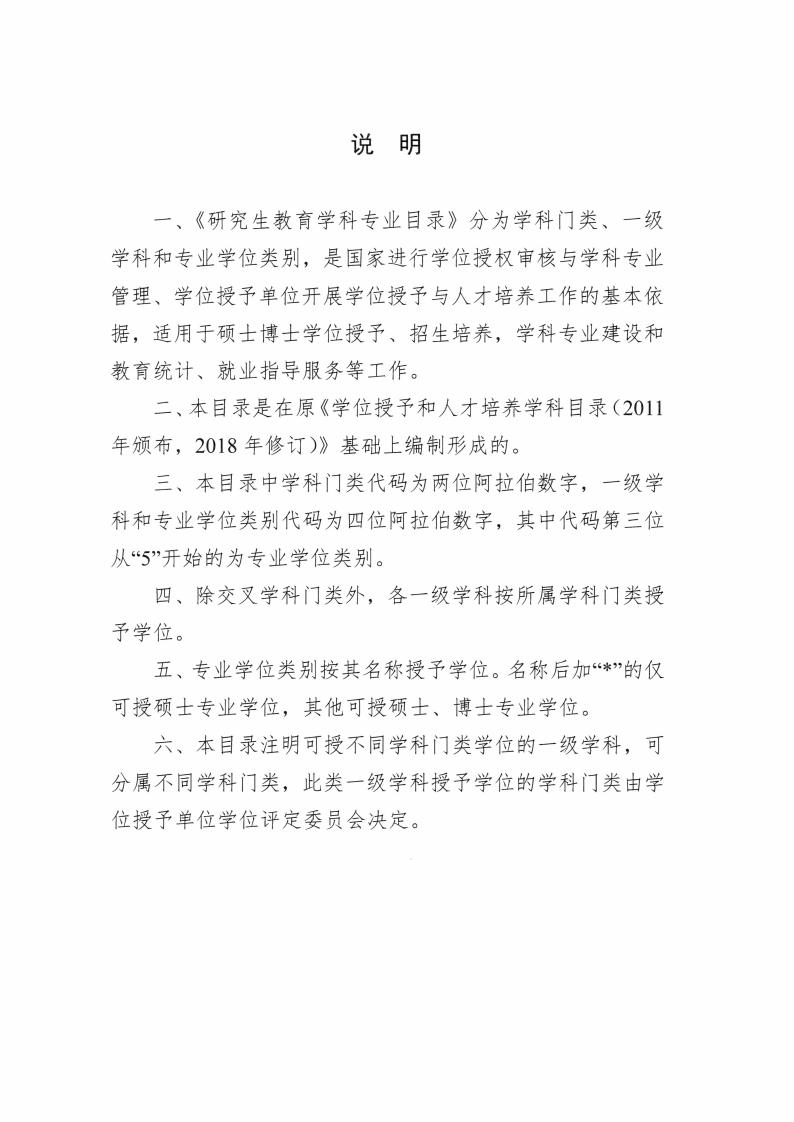 说 明
一、《研究生教育学科专业目录》分为学科门类、一级
学科和专业学位类别，是国家进行学位授权审核与学科专业
管理、学位授予单位开展学位授予与人才培养工作的基本依
据，适用于硕士博士学位授予、招生培养，学科专业建设和
教育统计、就业指导服务等工作。
二、本目录是在原《学位授予和人才培养学科目录（2011
年颁布，2018 年修订）》基础上编制形成的。
三、本目录中学科门类代码为两位阿拉伯数字，一级学
科和专业学位类别代码为四位阿拉伯数字，其中代码第三位
从“5”开始的为专业学位类别。
四、除交叉学科门类外，各一级学科按所属学科门类授
予学位。
五、专业学位类别按其名称授予学位。名称后加“*”的仅
可授硕士专业学位，其他可授硕士、博士专业学位。
六、本目录注明可授不同学科门类学位的一级学科，可
分属不同学科门类，此类一级学科授予学位的学科门类由学
位授予单位学位评定委员会决定。